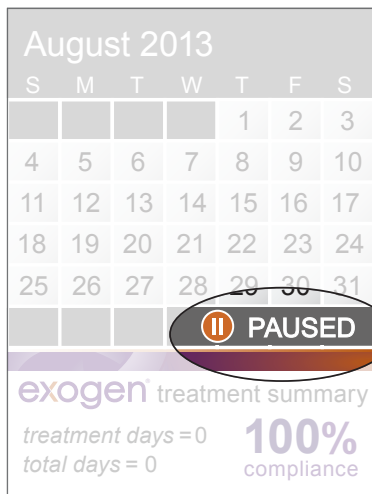 August 2013
S M T W T F S
1 2 3
4 5 6 7 8 9 10
11 12 13 14 15 16 17
18 19 20 21 22 23 24
25 26 27 28 29 30 31
PAUSED
exogen® treatment summary
treatment days = 0
total days = 0
100%
compliance